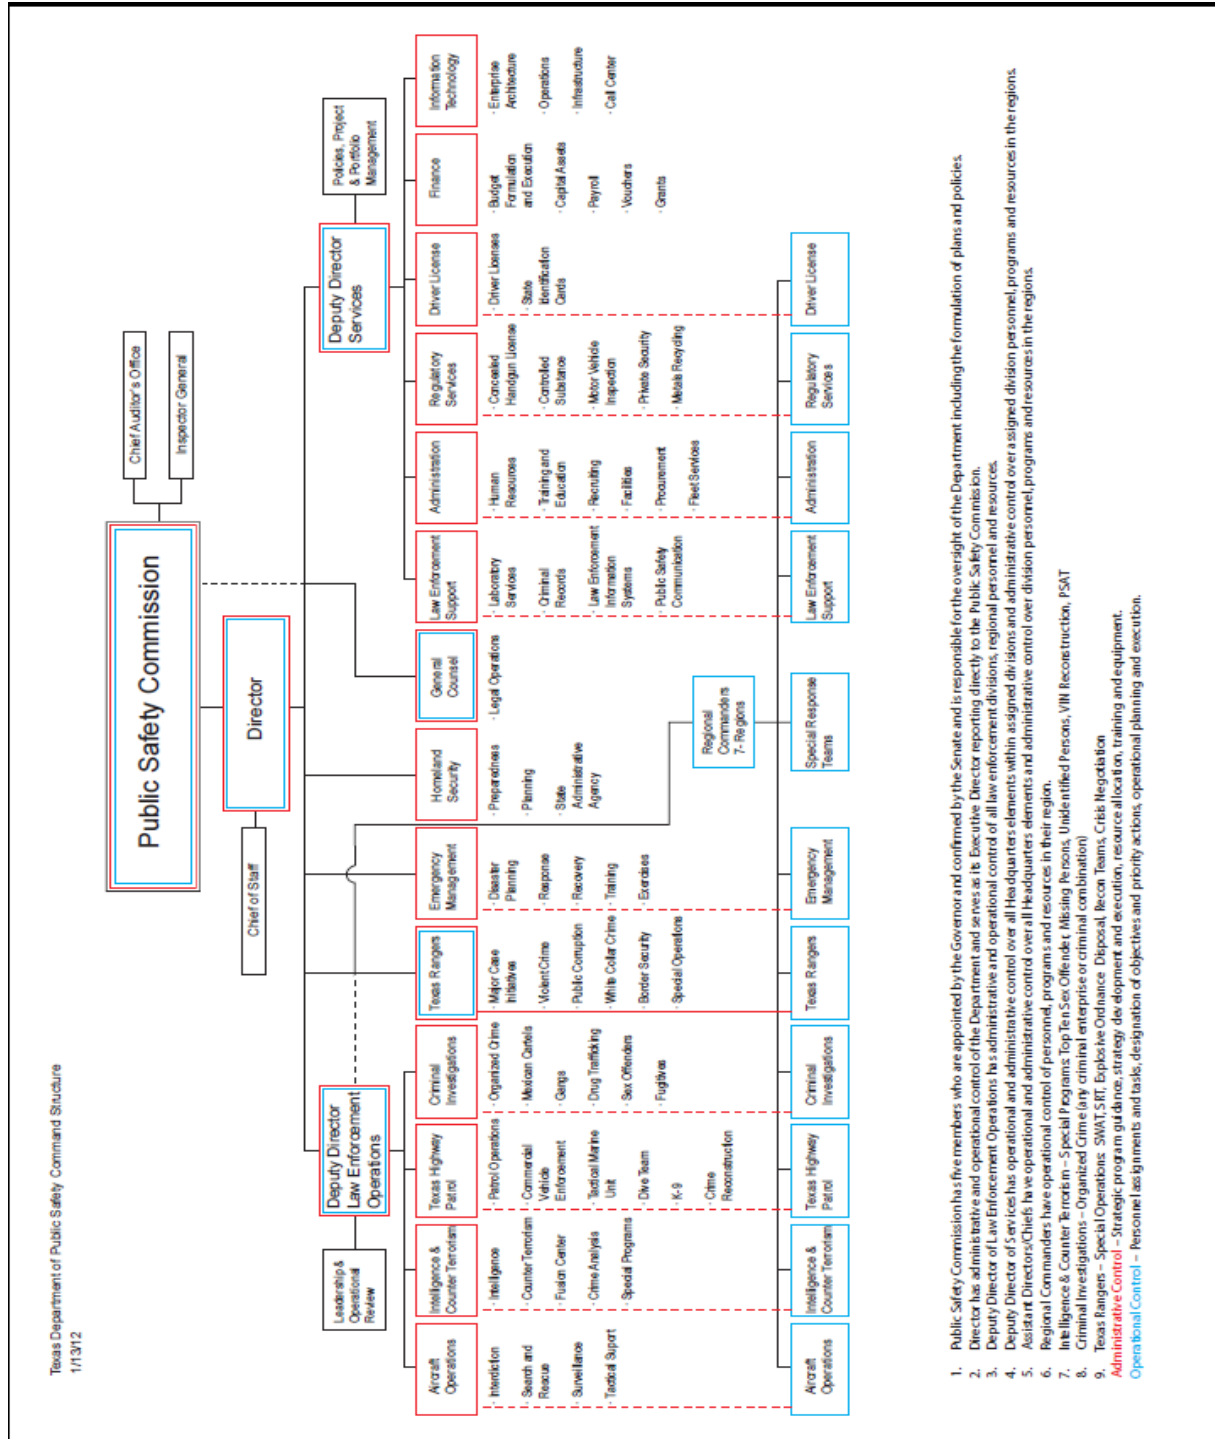 Texas Department of Public Safety Command Structure
1/13/12
Public Safety Commission
Chief Auditor's Office
Inspector General
Director
Chief of Staff
Deputy Director
Law Enforcement
Operations
Leadership &
Operational
Review
Deputy Director
Services
Policies, Project
& Portfolio
Management
Aircraft
Operations
· Interdiction
· Search and
Rescue
· Surveillance
· Tactical Suport
Intelligence &
Counter Terrorism
· Intelligence
· Counter Terrorism
· Fusion Center
· Crime Analysis
· Special Programs
Texas Highway
Patrol
· Patrol Operations
· Commercial
Vehicle
Enforcement
· Tactical Marine
Unit
· Dive Team
· K-9
· Crime
Reconstruction
Criminal
Investigations
· Organized Crime
· Mexican Cartels
· Gangs
· Drug Trafficking
· Sex Offenders
· Fugitives
Texas Rangers
· Major Case
Initiatives
· Violent Crime
· Public Corruption
· White Collar Crime
· Border Security
· Special Operations
Emergency
Management
· Disaster
Planning
· Response
· Recovery
· Training
· Exercises
Homeland
Security
· Preparedness
· Planning
· State
Administrative
Agency
General
Counsel
· Legal Operations
Law Enforcement
Support
· Laboratory
Services
· Criminal
Records
· Law Enforcement
Information
Systems
· Public Safety
Communication
Administration
· Human
Resources
· Training and
Education
· Recruiting
· Facilities
· Procurement
· Fleet Services
Regulatory
Services
· Concealed
Handgun License
· Controlled
Substance
· Motor Vehicle
Inspection
· Private Security
· Metals Recycling
Driver License
· Driver Licenses
· State
Identification
Cards
Finance
· Budget
Formulation
and Execution
· Capital Assets
· Payroll
· Vouchers
· Grants
Information
Technology
· Enterprise
Architecture
· Operations
· Infrastructure
· Call Center
Regional
Commanders
7- Regions
Aircraft
Operations
Intelligence &
Counter Terrorism
Texas Highway
Patrol
Criminal
Investigations
Texas Rangers
Emergency
Management
Special Response
Teams
Law Enforcement
Support
Administration
Regulatory
Services
Driver License
1. Public Safety Commission has five members who are appointed by the Governor and confirmed by the Senate and is responsible for the oversight of the Department including the formulation of plans and policies.
2. Director has administrative and operational control of the Department and serves as its Executive Director reporting directly to the Public Safety Commission.
3. Deputy Director of Law Enforcement Operations has administrative and operational control of all law enforcement divisions, regional personnel and resources.
4. Deputy Director of Services has operational and administrative control over all Headquarters elements within assigned divisions and administrative control over assigned division personnel, programs and resources in the regions.
5. Assistant Directors/Chiefs have operational and administrative control over all Headquarters elements and administrative control over division personnel, programs and resources in the regions.
6. Regional Commanders have operational control of personnel, programs and resources in their region.
7. Intelligence & Counter Terrorism – Special Programs: Top Ten Sex Offender, Missing Persons, Unidentified Persons, VIN Reconstruction, PSAT
8. Criminal Investigations – Organized Crime (any criminal enterprise or criminal combination)
9. Texas Rangers – Special Operations: SWAT, SRT, Explosive Ordnance Disposal, Recon Teams, Crisis Negotiation
Administrative Control – Strategic program guidance, strategy development and execution, resource allocation, training and equipment.
Operational Control – Personnel assignments and tasks, designation of objectives and priority actions, operational planning and execution.